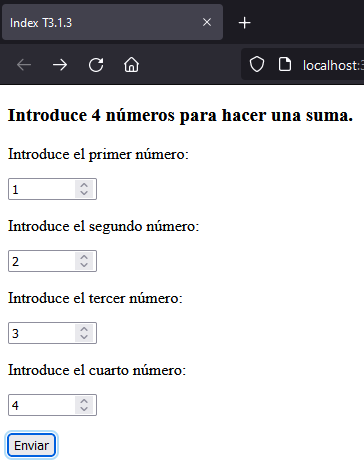 Index T3.1.3
localhost:3
Introduce 4 números para hacer una suma.
Introduce el primer número:
1
Introduce el segundo número:
2
Introduce el tercer número:
3
Introduce el cuarto número:
4
Enviar